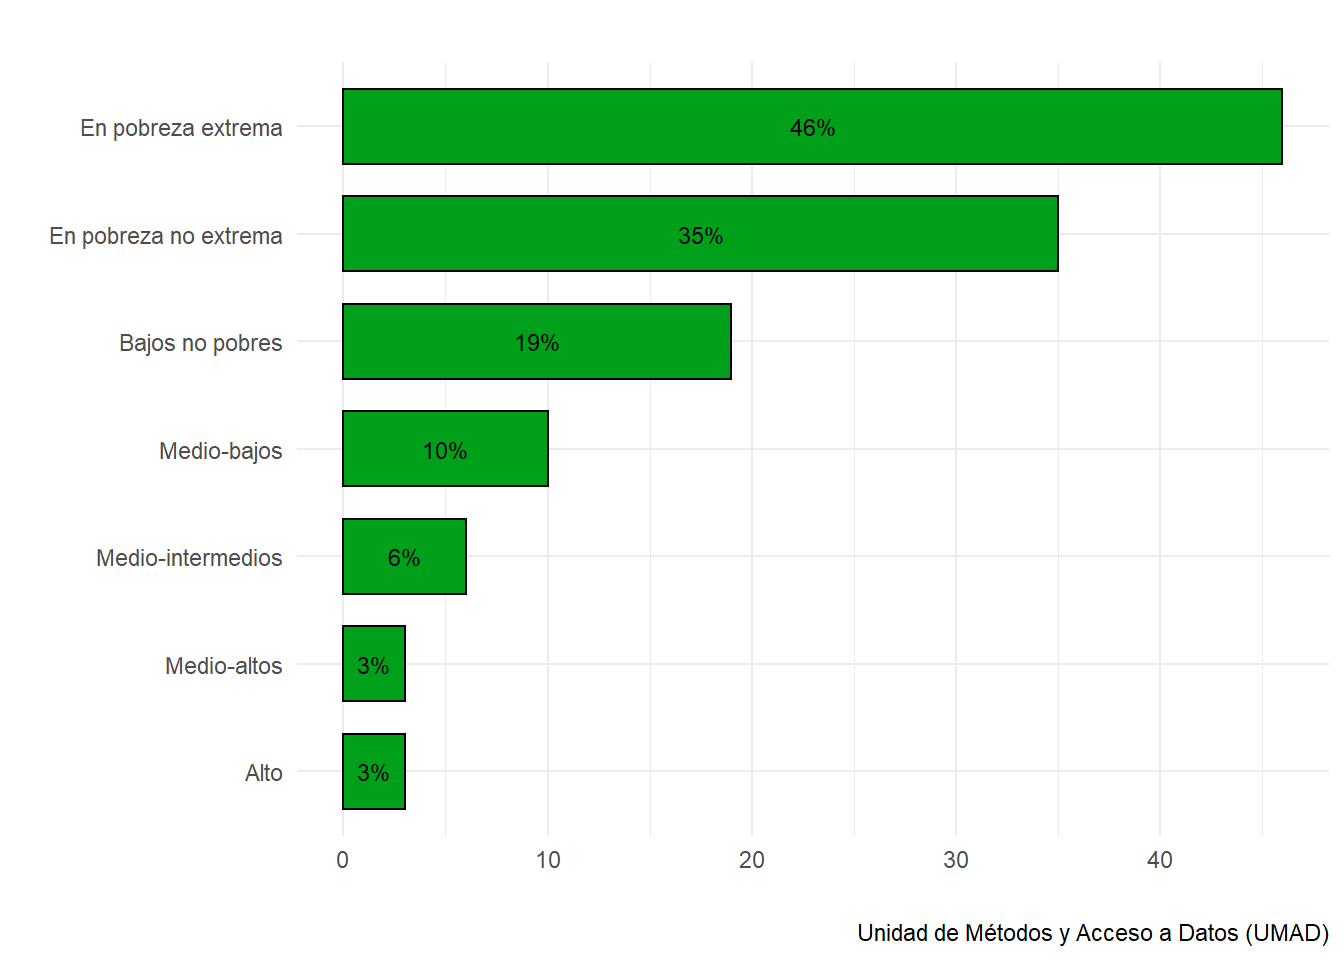 En pobreza extrema
46%
En pobreza no extrema
35%
Bajos no pobres
19%
Medio-bajos
10%
Medio-intermedios
6%
Medio-altos
3%
Alto
3%
0 10 20 30 40
Unidad de Métodos y Acceso a Datos (UMAD)